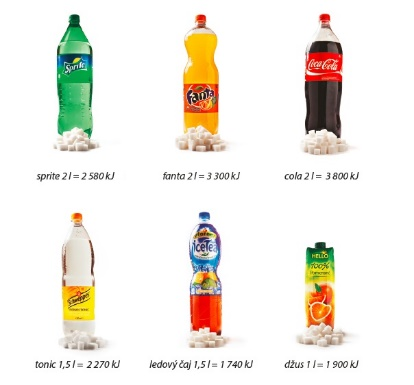 Sprite
fanta
Coca-Cola
sprite 2 l = 2 580 kJ
fanta 2 l = 3 300 kJ
cola 2 l = 3 800 kJ
Schweppes
IceTea
HELLO
100%
tonic 1,5 l = 2 270 kJ
ledový čaj 1,5 l = 1 740 kJ
džus 1 l = 1 900 kJ